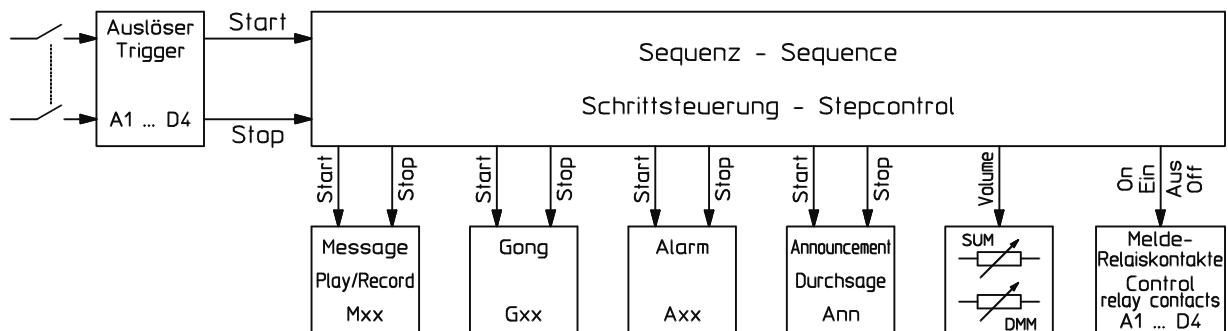 Auslöser
Trigger
A1 ... D4
Start
Stop
Sequenz - Sequence
Schrittsteuerung - Stepcontrol
Start
Stop
Start
Stop
Start
Stop
Start
Stop
Volume
On
Ein
Aus
Off
Message
Play/Record
Mxx
Gong
Gxx
Alarm
Axx
Announcement
Durchsage
Ann
SUM
DMM
Melde-
Relaiskontakte
Control
relay contacts
A1 ... D4